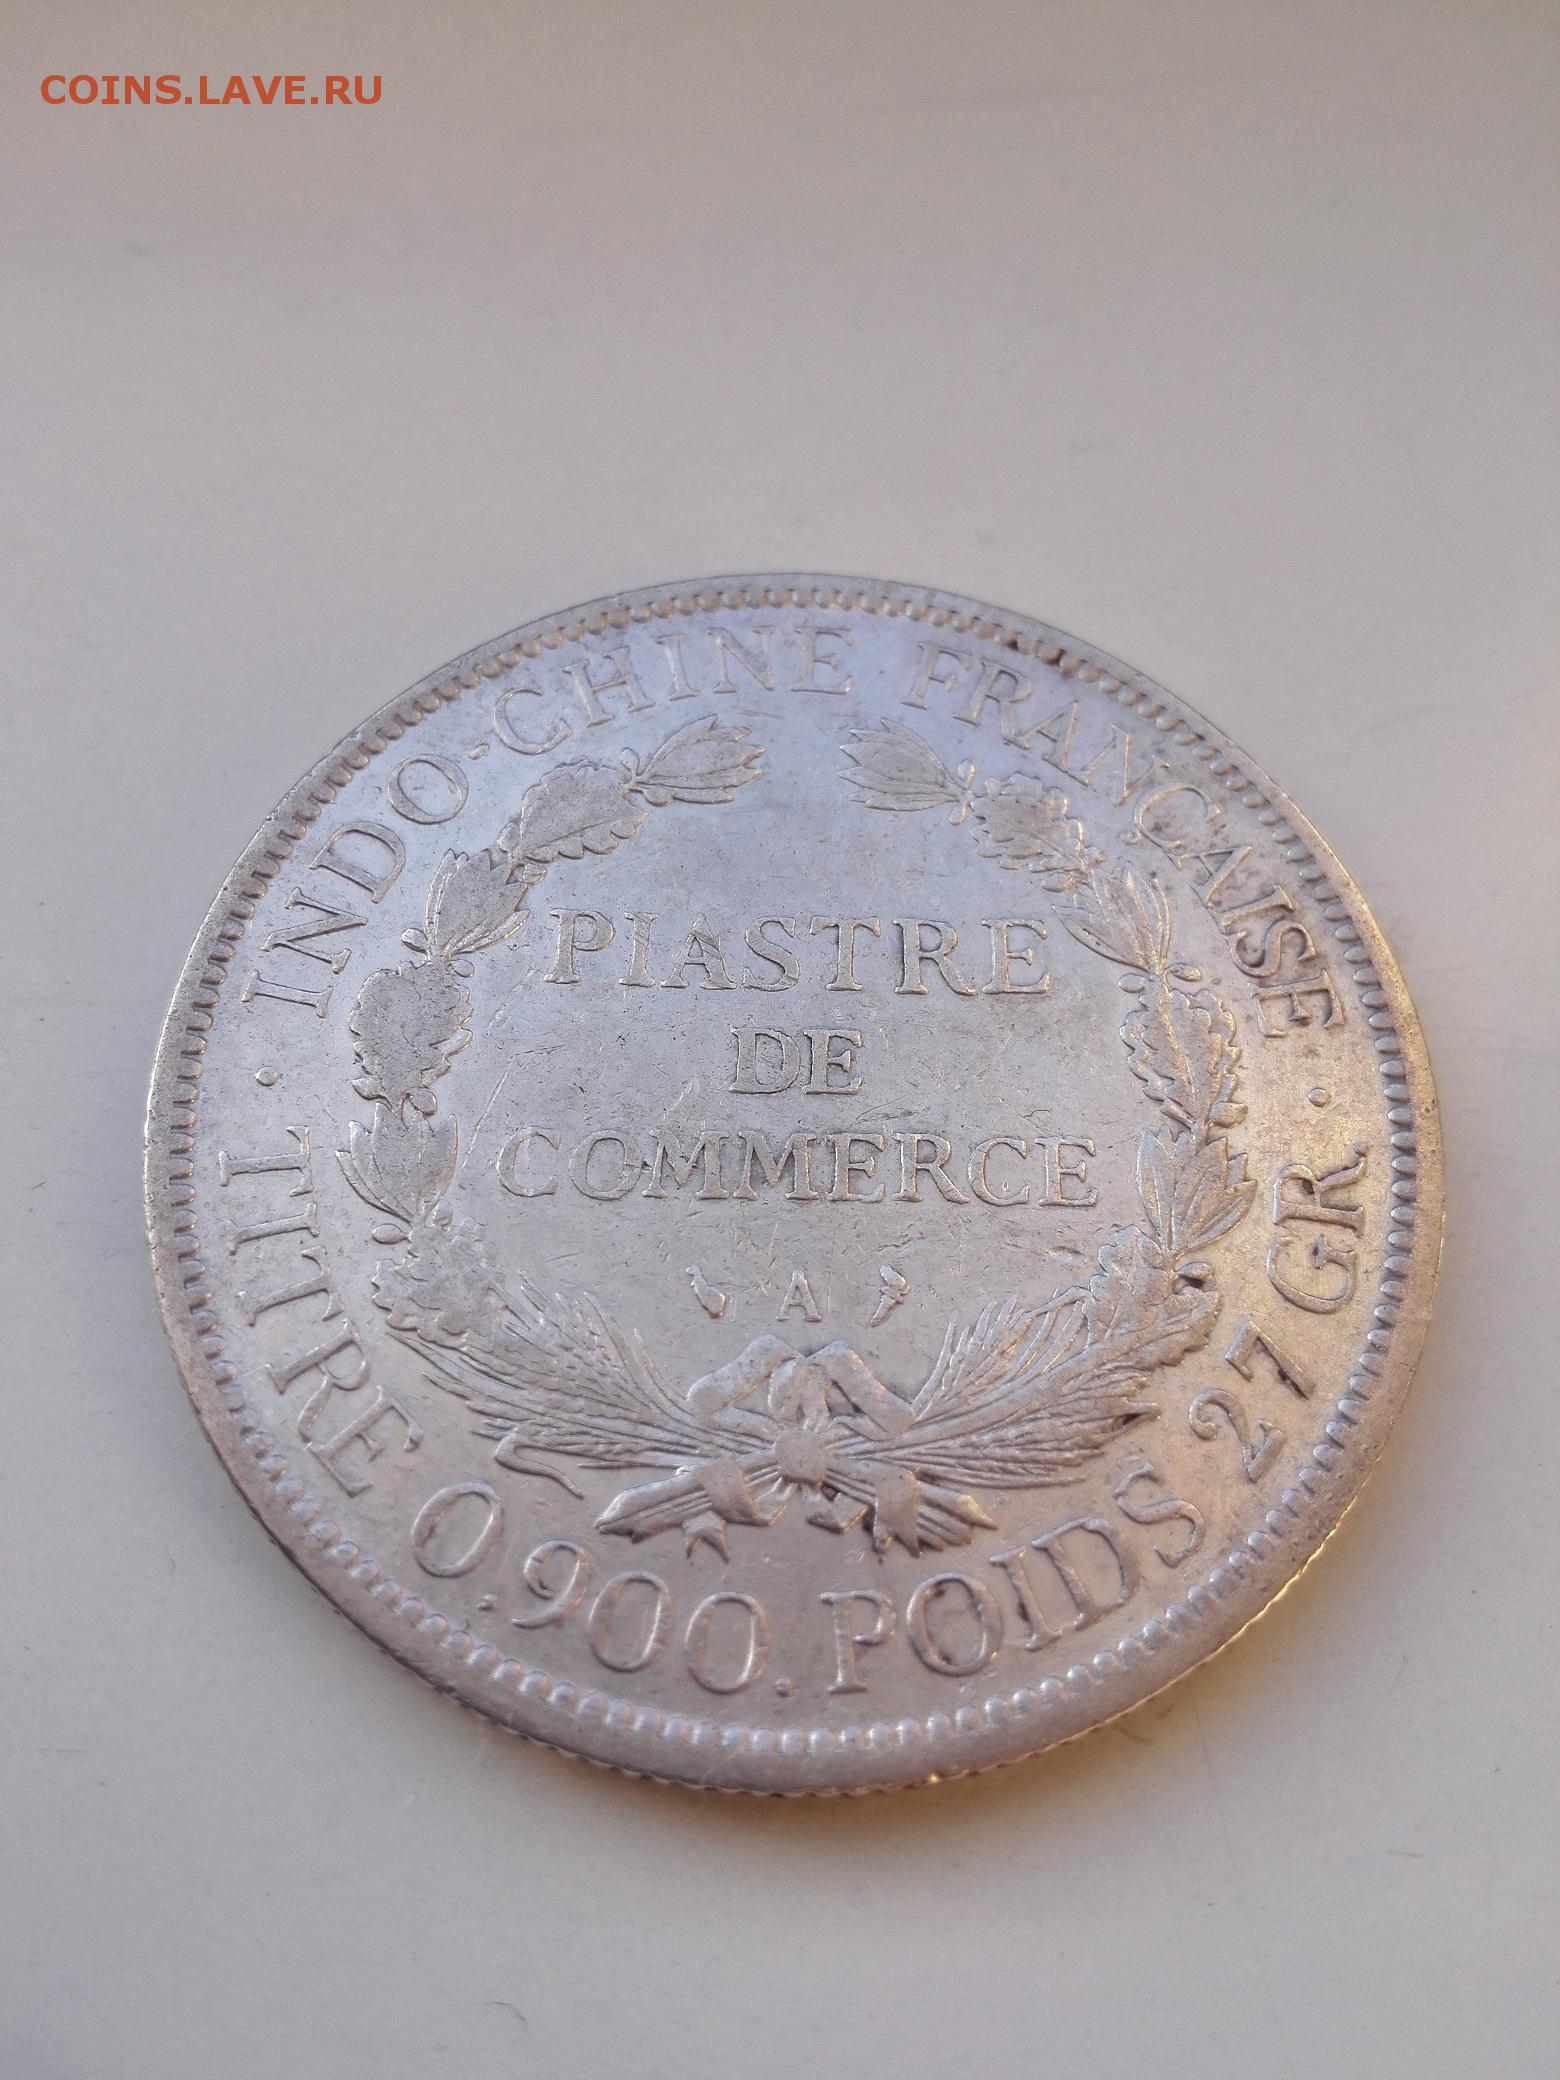 COINS.LAVE.RU
INDO-CHINE FRANÇAISE
PIASTRE
DE
COMMERCE
A
TITRE 0.900. POIDS 27 GR.